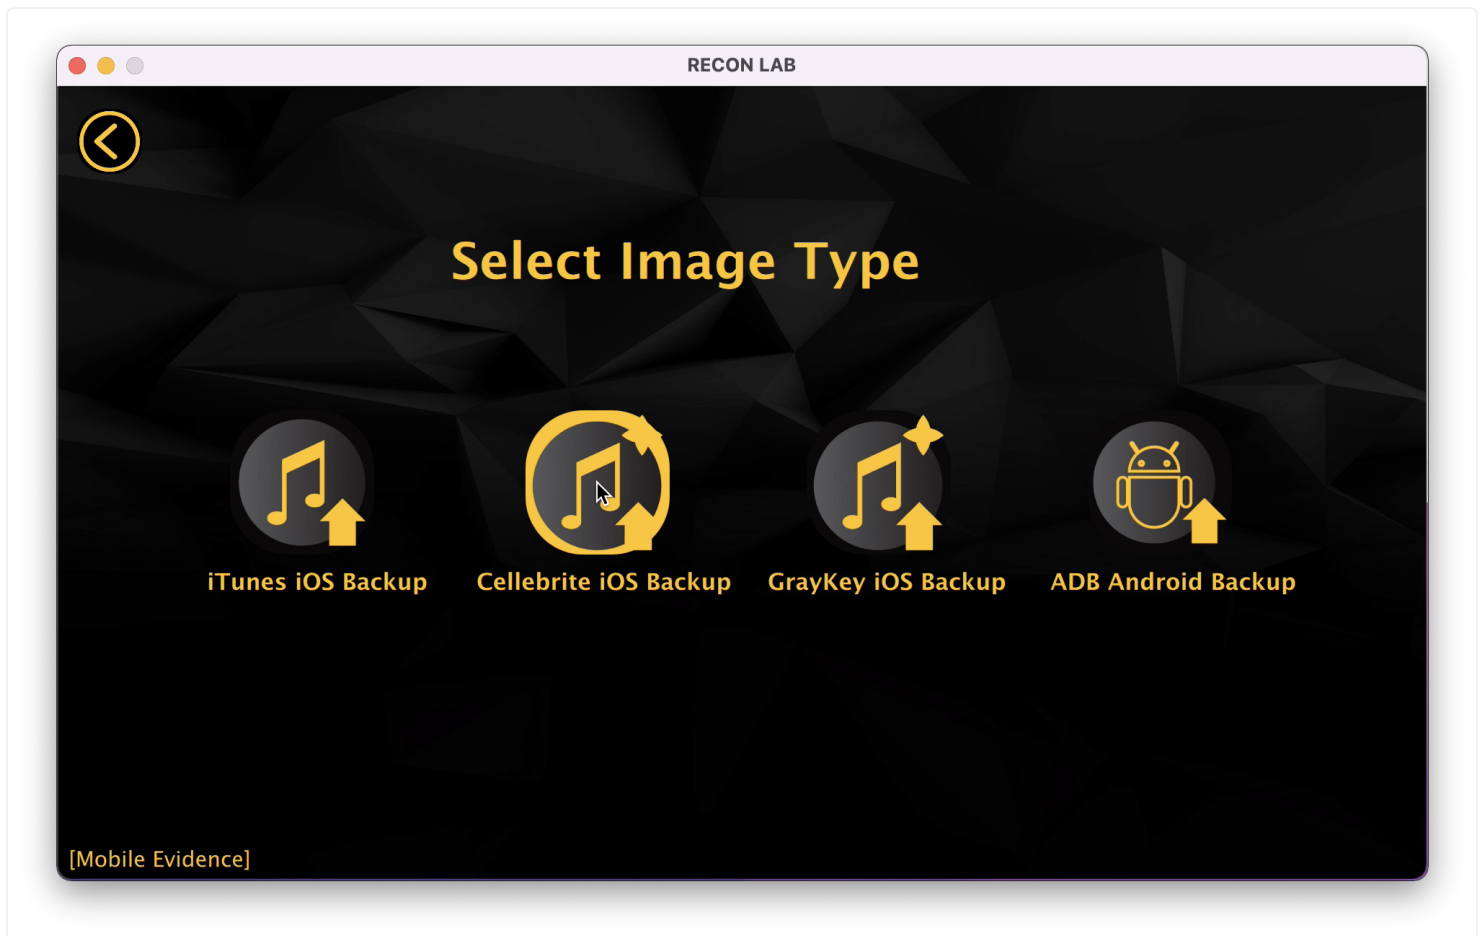 RECON LAB
Select Image Type
iTunes iOS Backup
Cellebrite iOS Backup
GrayKey iOS Backup
ADB Android Backup
[Mobile Evidence]